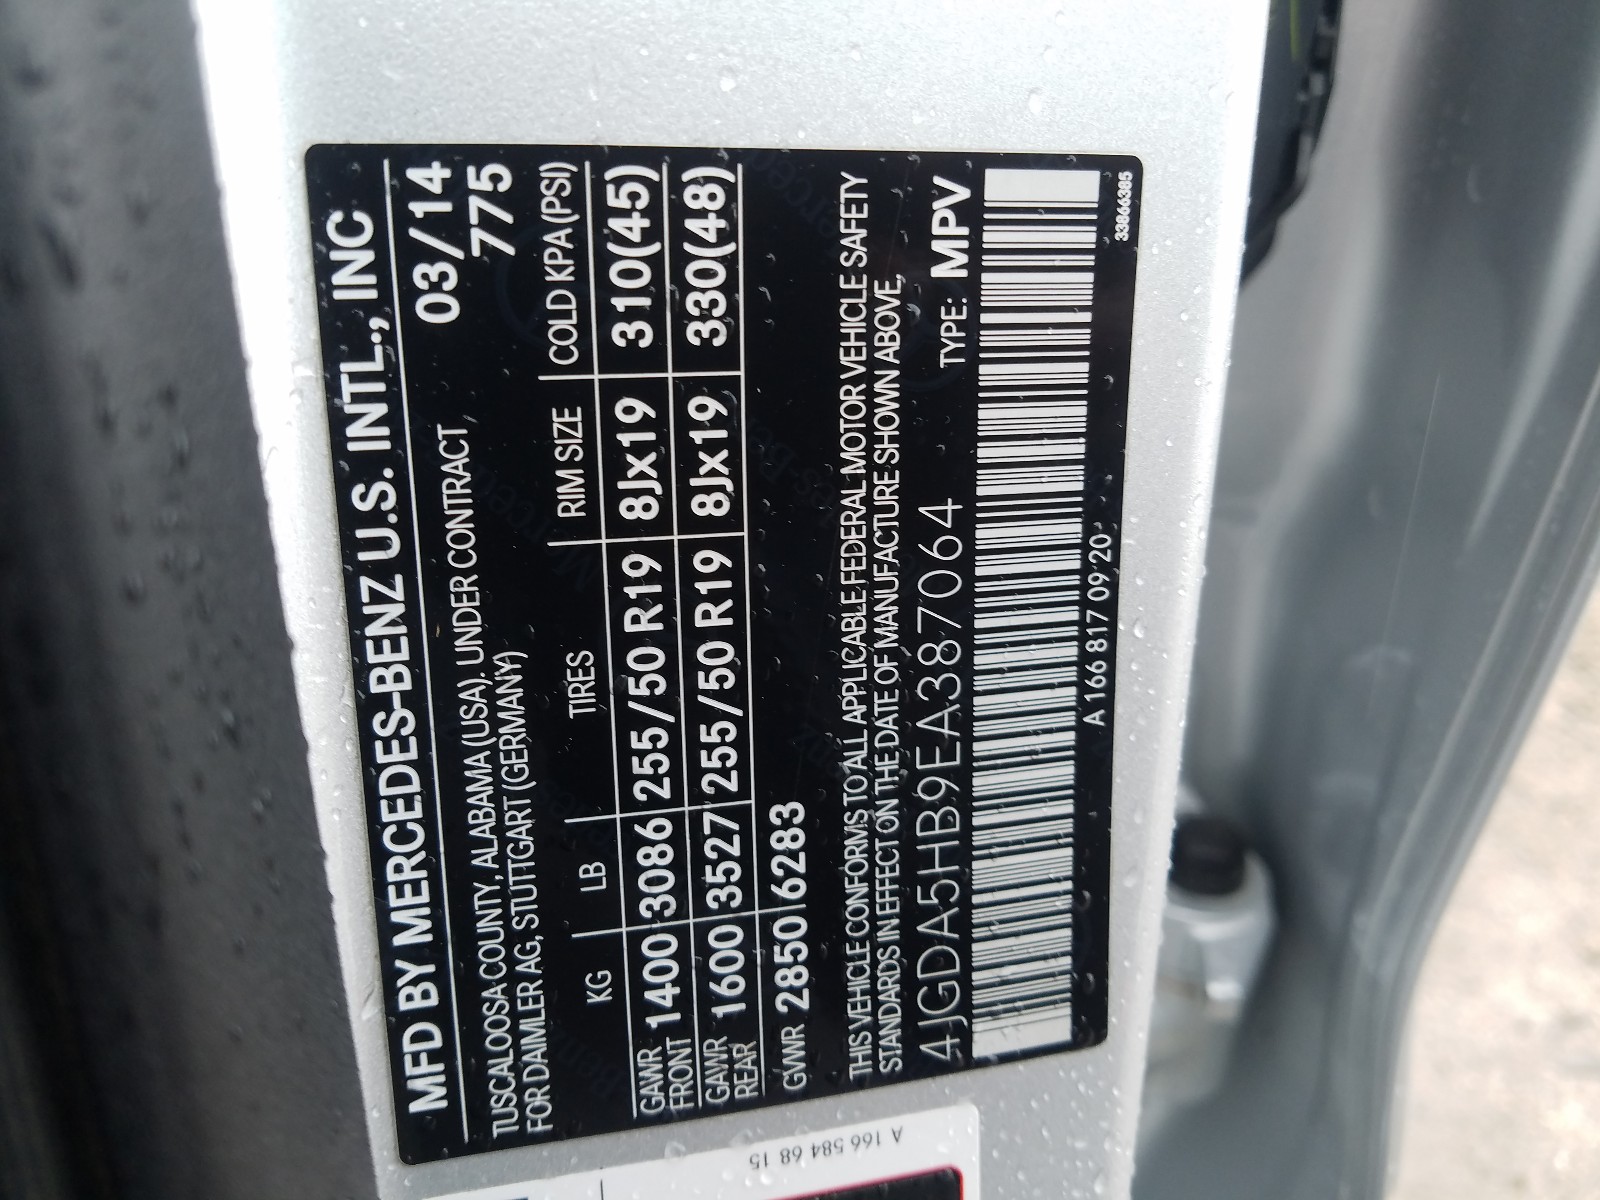 MFD BY MERCEDES-BENZ U.S. INTL., INC
TUSCALOOSA COUNTY, ALABAMA (USA). UNDER CONTRACT, 03/14
FOR DAIMLER AG, STUTTGART (GERMANY) 775
KG LB TIRES RIM SIZE COLD KPA (PSI)
GAWR FRONT 1400 3086 255/50 R19 8Jx19 310(45)
GAWR REAR 1600 3527 255/50 R19 8Jx19 330(48)
GVWR 2850 6283
THIS VEHICLE CONFORMS TO ALL APPLICABLE FEDERAL MOTOR VEHICLE SAFETY
STANDARDS IN EFFECT ON THE DATE OF MANUFACTURE SHOWN ABOVE.
4JGDA5HB9EA387064 TYPE: MPV
A 166 817 09 20
33866385
A 166 584 68 15